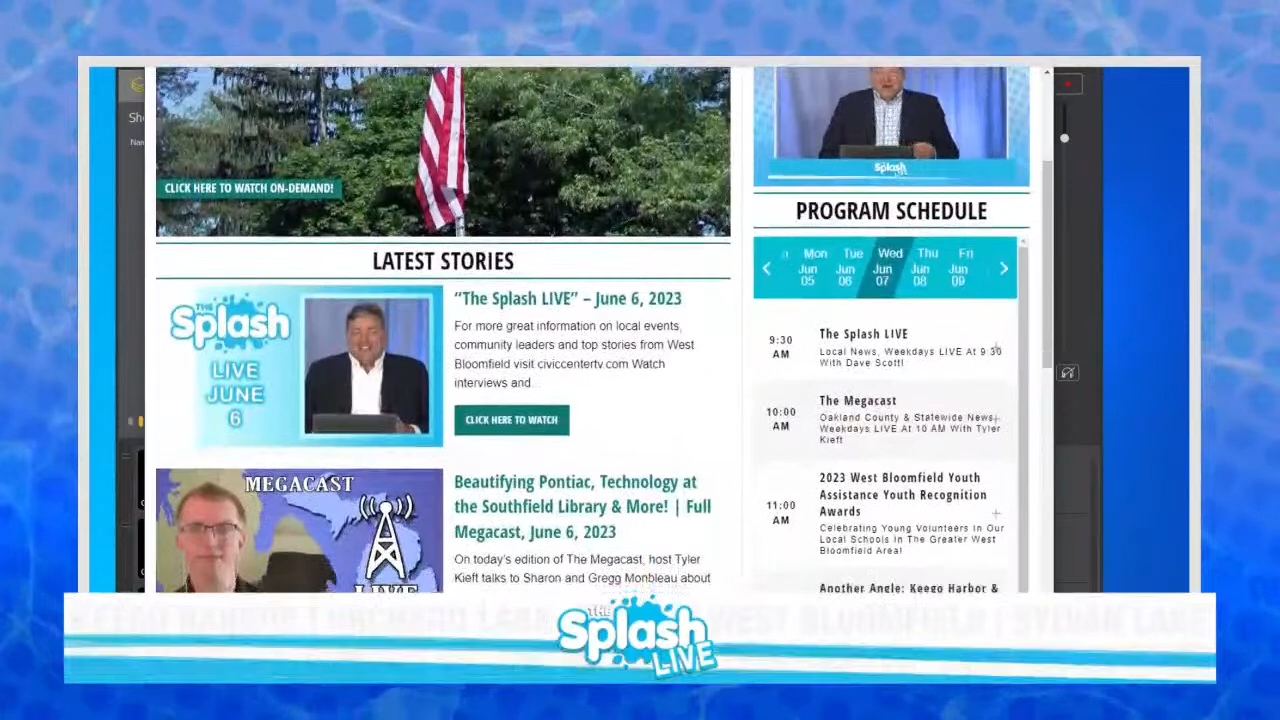 Sho
Nam
CLICK HERE TO WATCH ON-DEMAND!
LATEST STORIES
THE
Splash
LIVE
JUNE
6
"The Splash LIVE" – June 6, 2023
For more great information on local events,
community leaders and top stories from West
Bloomfield visit civiccentertv.com Watch
interviews and…
CLICK HERE TO WATCH
MEGACAST
LIVE
Beautifying Pontiac, Technology at
the Southfield Library & More! | Full
Megacast, June 6, 2023
On today's edition of The Megacast, host Tyler
Kieft talks to Sharon and Gregg Monbleau about
Splash
PROGRAM SCHEDULE
n Mon Tue Wed Thu Fri
Jun Jun Jun Jun Jun
05 06 07 08 09
9:30
AM
The Splash LIVE
Local News, Weekdays LIVE At 9 30
With Dave Scott!
10:00
AM
The Megacast
Oakland County & Statewide News,
Weekdays LIVE At 10 AM With Tyler
Kieft
11:00
AM
2023 West Bloomfield Youth
Assistance Youth Recognition
Awards
Celebrating Young Volunteers In Our
Local Schools In The Greater West
Bloomfield Area!
Another Angle: Keego Harbor &
WEST BLOOMFIELD | SYLVAN LAKE
THE
Splash
LIVE